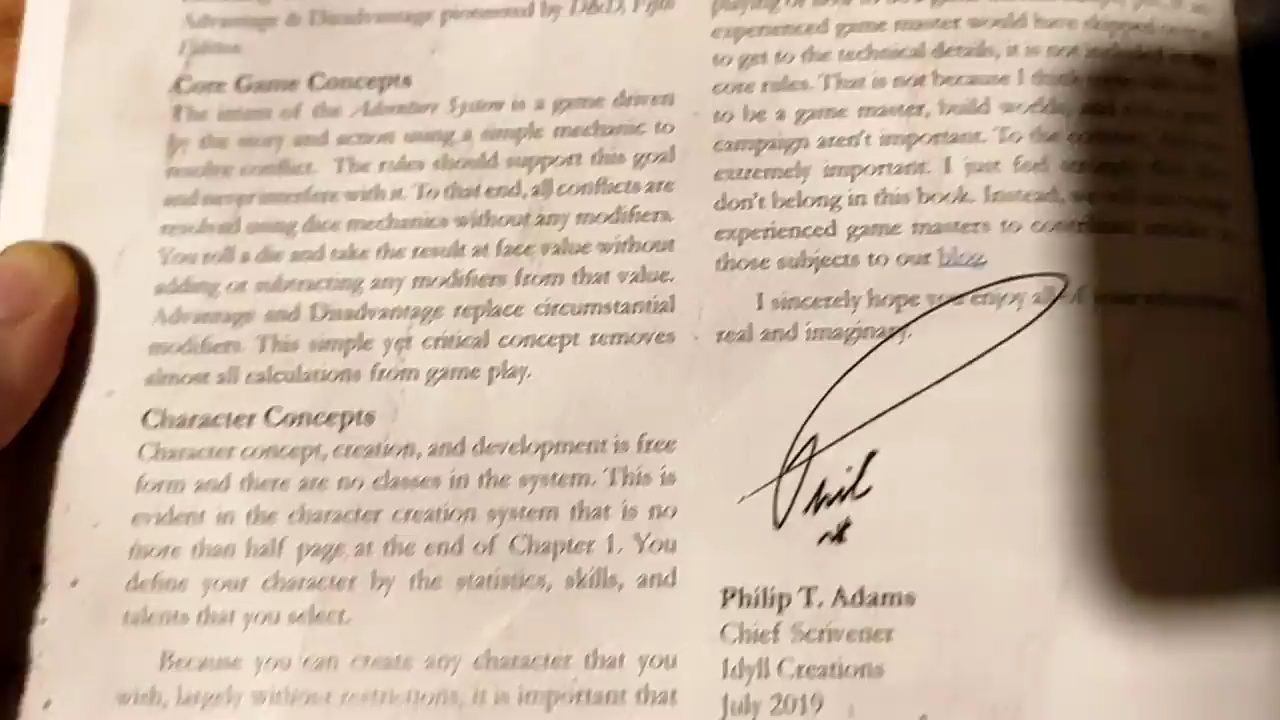 Advantage & Disadvantage pioneered by D&D, Fifth
Edition.
Core Game Concepts
The intent of the Adventure System is a game driven
by the story and action using a simple mechanic to
resolve conflict. The rules should support this goal
and never interfere with it. To that end, all conflicts are
resolved using dice mechanics without any modifiers.
You roll a die and take the result at face value without
adding or subtracting any modifiers from that value.
Advantage and Disadvantage replace circumstantial
modifiers. This simple yet critical concept removes
almost all calculations from game play.
Character Concepts
Character concept, creation, and development is free
form and there are no classes in the system. This is
evident in the character creation system that is no
more than half page at the end of Chapter 1. You
define your character by the statistics, skills, and
talents that you select.
Because you can create any character that you
wish, largely without restrictions, it is important that
experienced game master would have skipped
to get to the technical details, it is not included in the
core rules. That is not because I think
to be a game master, build worlds, and
campaign aren't important. To the
extremely important. I just feel
don't belong in this book. Instead,
experienced game masters to
those subjects to our blog.
I sincerely hope you enjoy all of your
real and imaginary.
Phil
Philip T. Adams
Chief Scrivener
Idyll Creations
July 2019